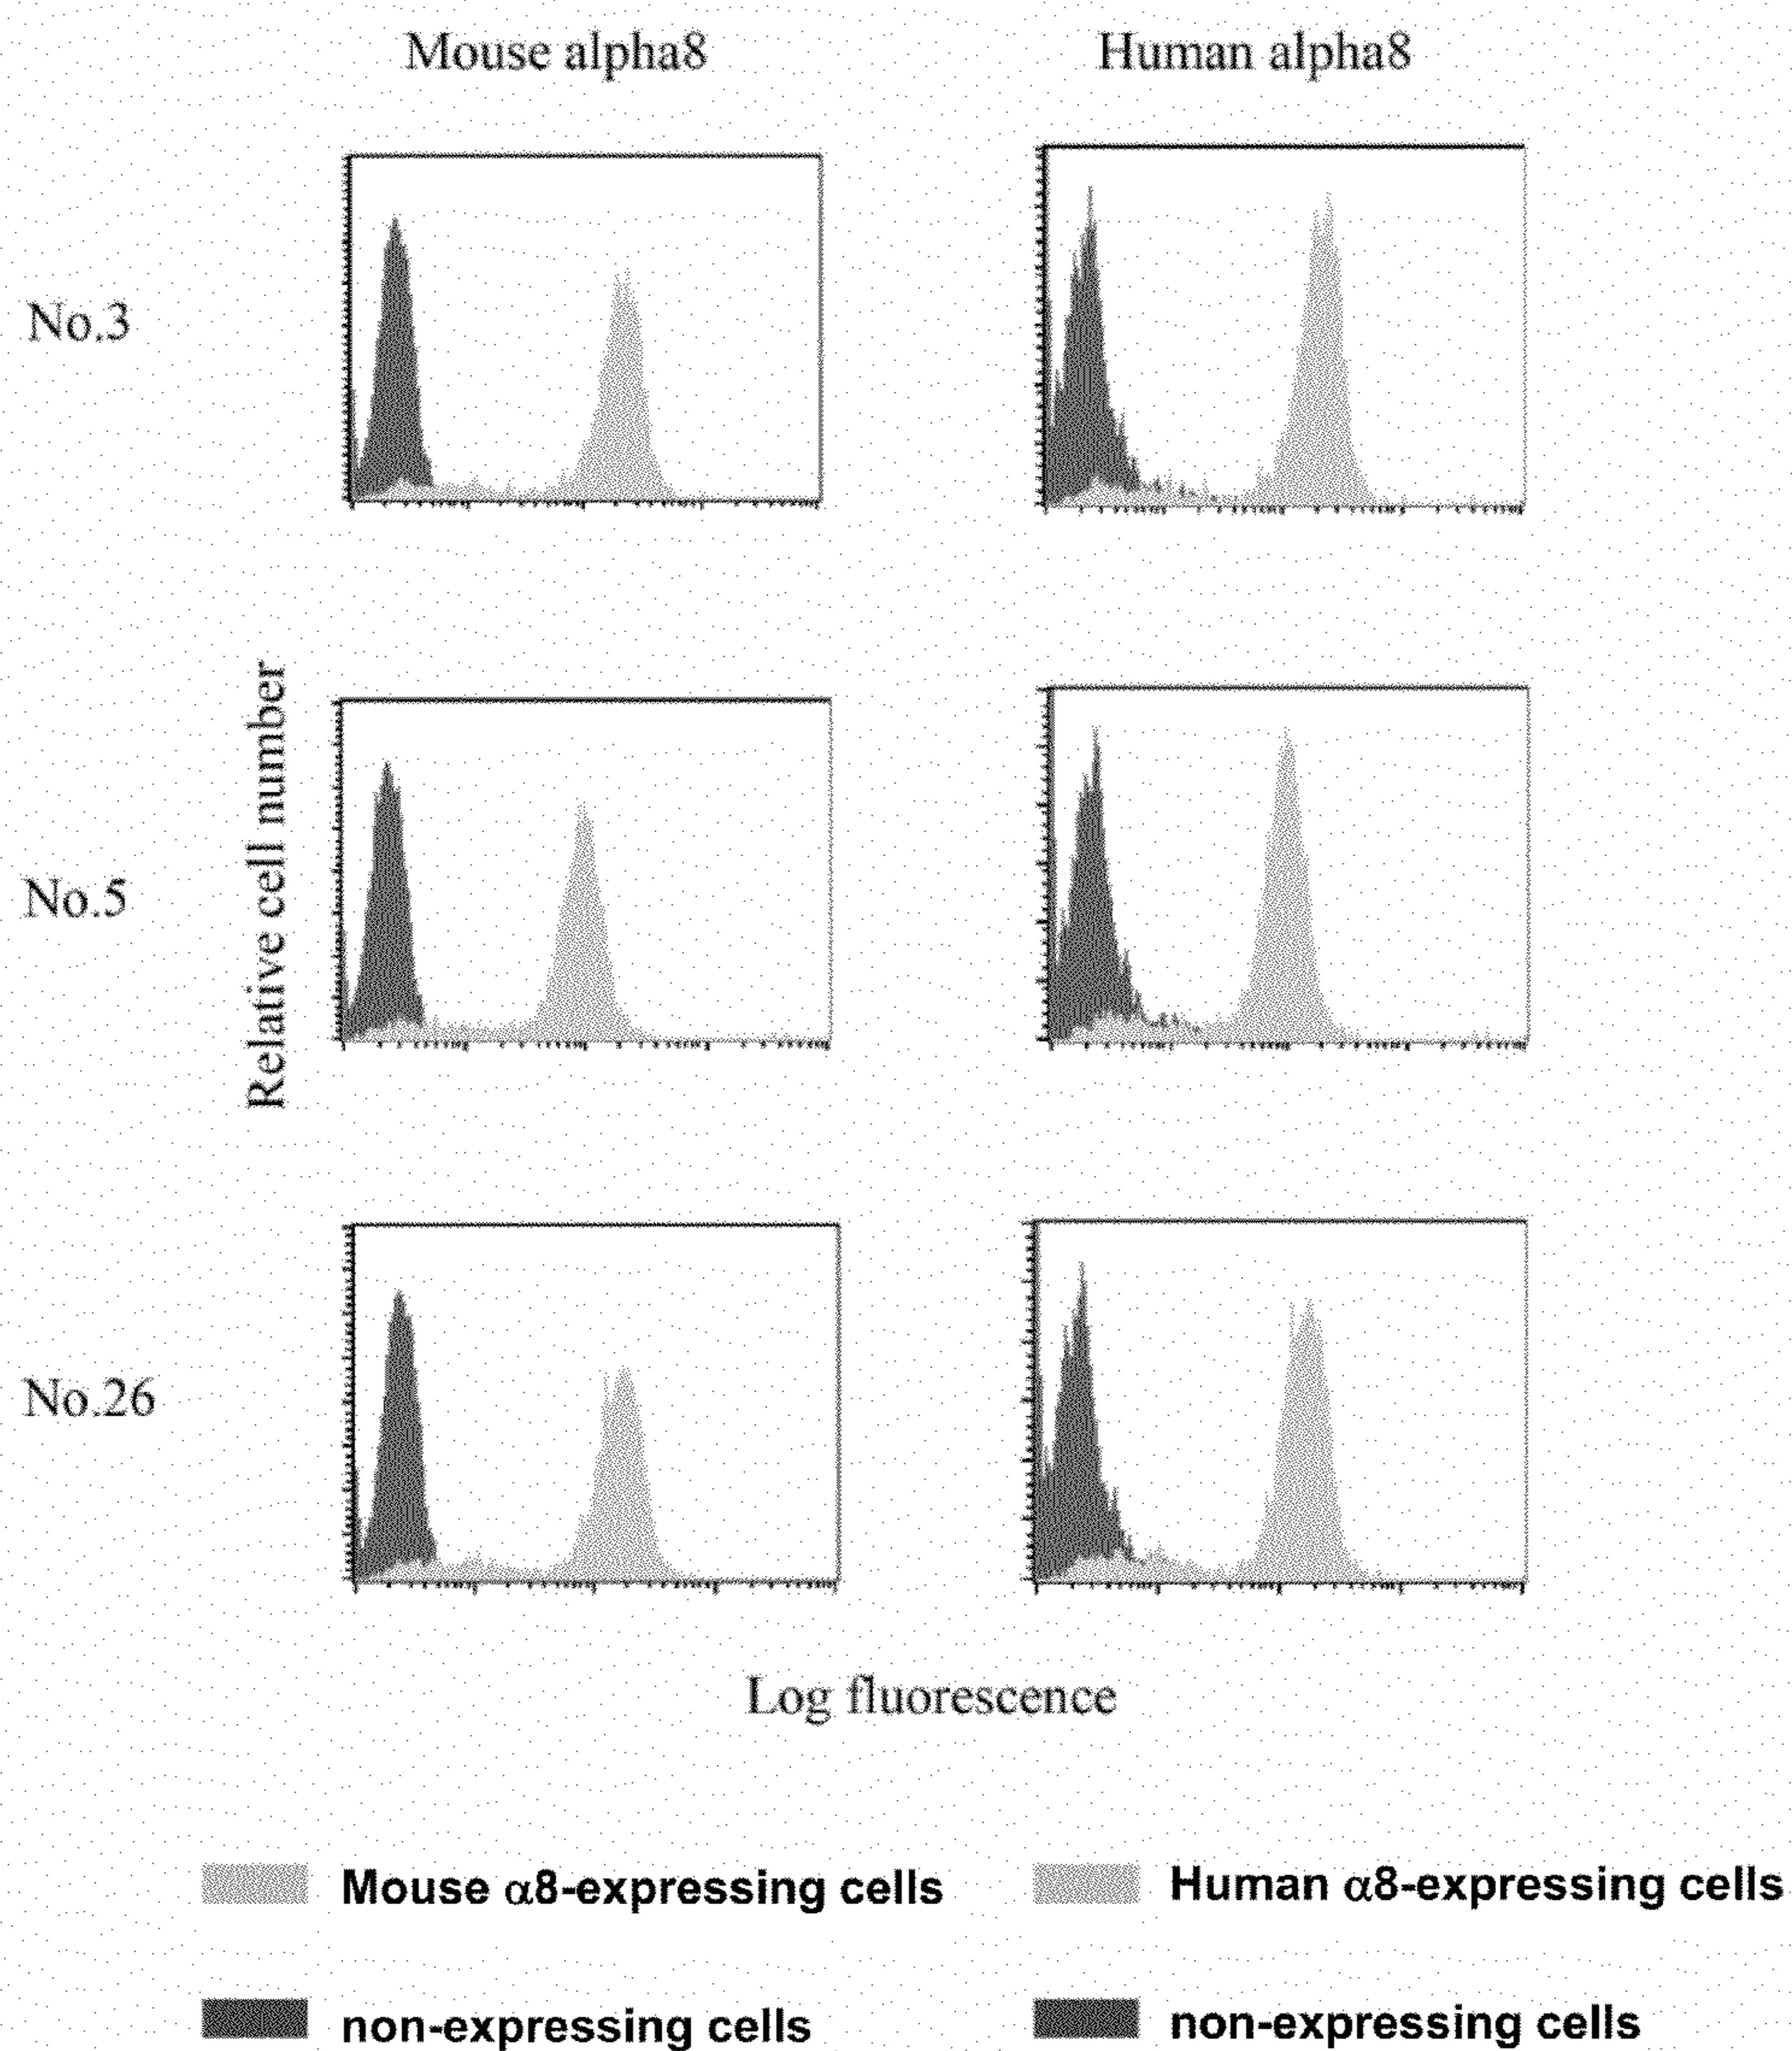 Mouse alpha8
Human alpha8
No.3
No.5
No.26
Relative cell number
Log fluorescence
Mouse α8-expressing cells
Human α8-expressing cells
non-expressing cells
non-expressing cells